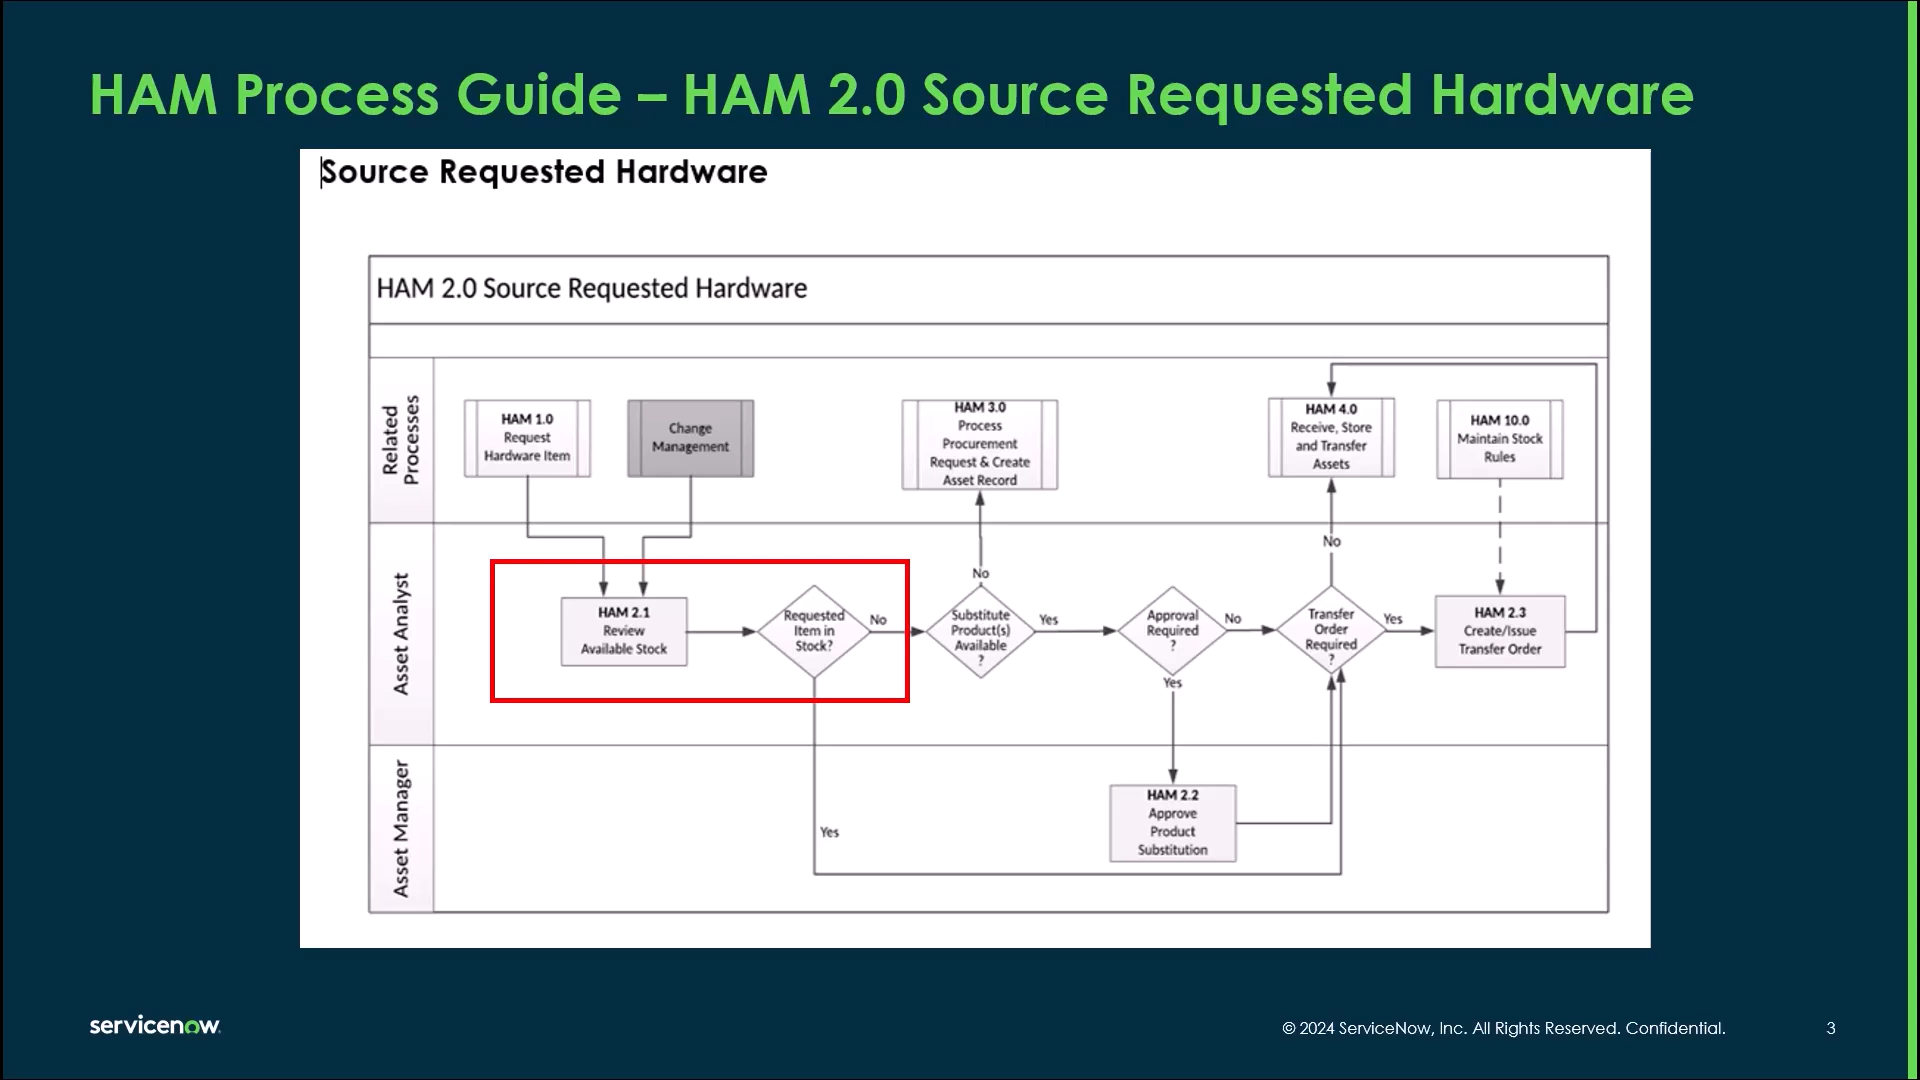 HAM Process Guide – HAM 2.0 Source Requested Hardware
Source Requested Hardware
HAM 2.0 Source Requested Hardware
Related
Processes
HAM 1.0
Request
Hardware Item
Change
Management
HAM 3.0
Process
Procurement
Request & Create
Asset Record
HAM 4.0
Receive, Store
and Transfer
Assets
HAM 10.0
Maintain Stock
Rules
Asset Analyst
HAM 2.1
Review
Available Stock
Requested
Item in
Stock?
No
Yes
Substitute
Product(s)
Available
?
No
Yes
Approval
Required
?
No
Yes
Transfer
Order
Required
?
No
Yes
HAM 2.3
Create/Issue
Transfer Order
Asset Manager
HAM 2.2
Approve
Product
Substitution
servicenow
© 2024 ServiceNow, Inc. All Rights Reserved. Confidential.
3